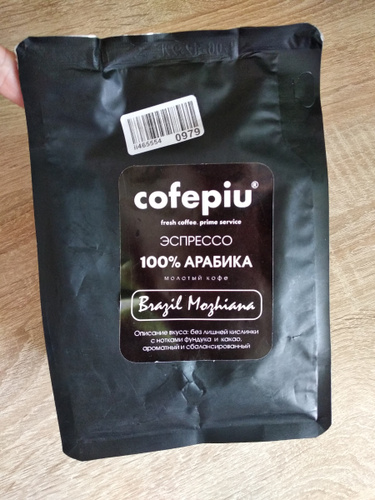 II465554
0979
cofepiu®
fresh coffee. prime service
ЭСПРЕССО
100% АРАБИКА
молотый кофе
Brazil Mozhiana
Описание вкуса: без лишней кислинки
с нотками фундука и какао,
ароматный и сбалансированный